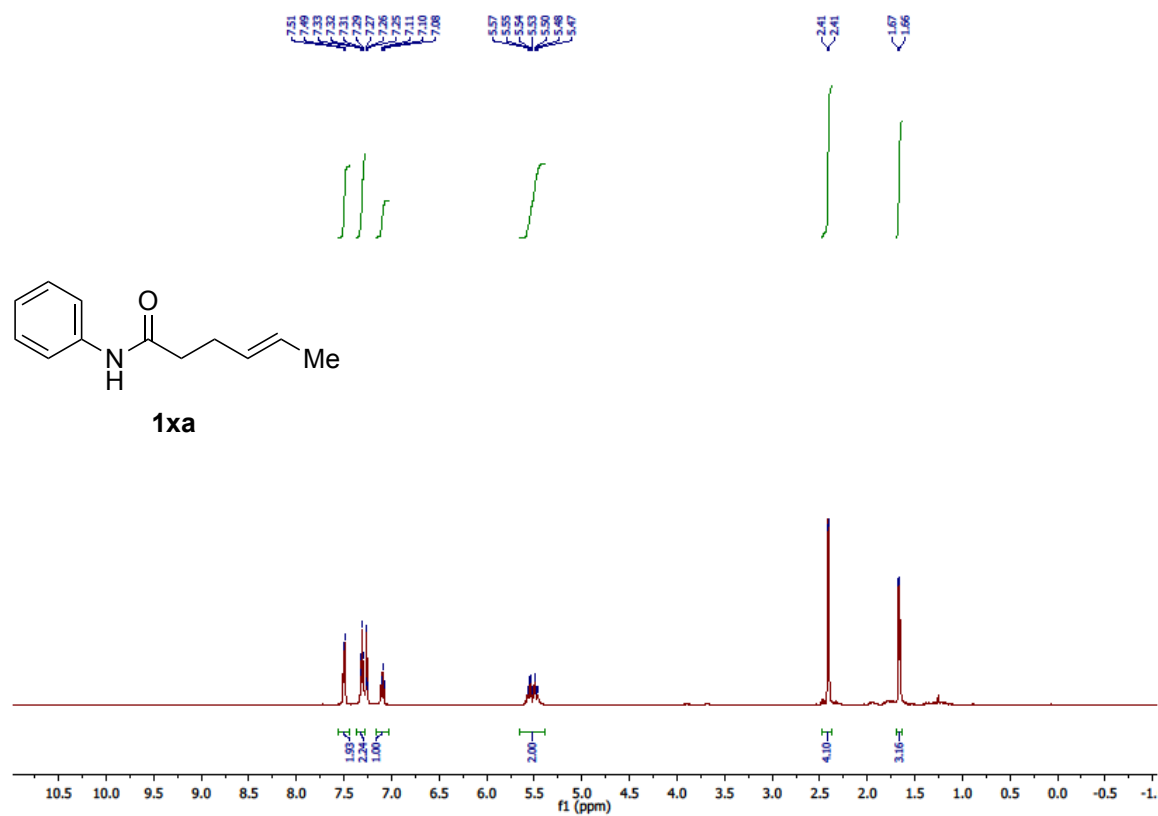 7.51 7.49 7.33 7.32 7.31 7.29 7.27 7.26 7.25 7.11 7.10 7.08 5.57 5.55 5.54 5.53 5.50 5.48 5.47 2.41 2.41 1.67 1.66
O
N
H
Me
1xa
1.93 2.24 1.00 2.00 4.10 3.16
10.5 10.0 9.5 9.0 8.5 8.0 7.5 7.0 6.5 6.0 5.5 5.0 4.5 4.0 3.5 3.0 2.5 2.0 1.5 1.0 0.5 0.0 -0.5 -1.
f1 (ppm)